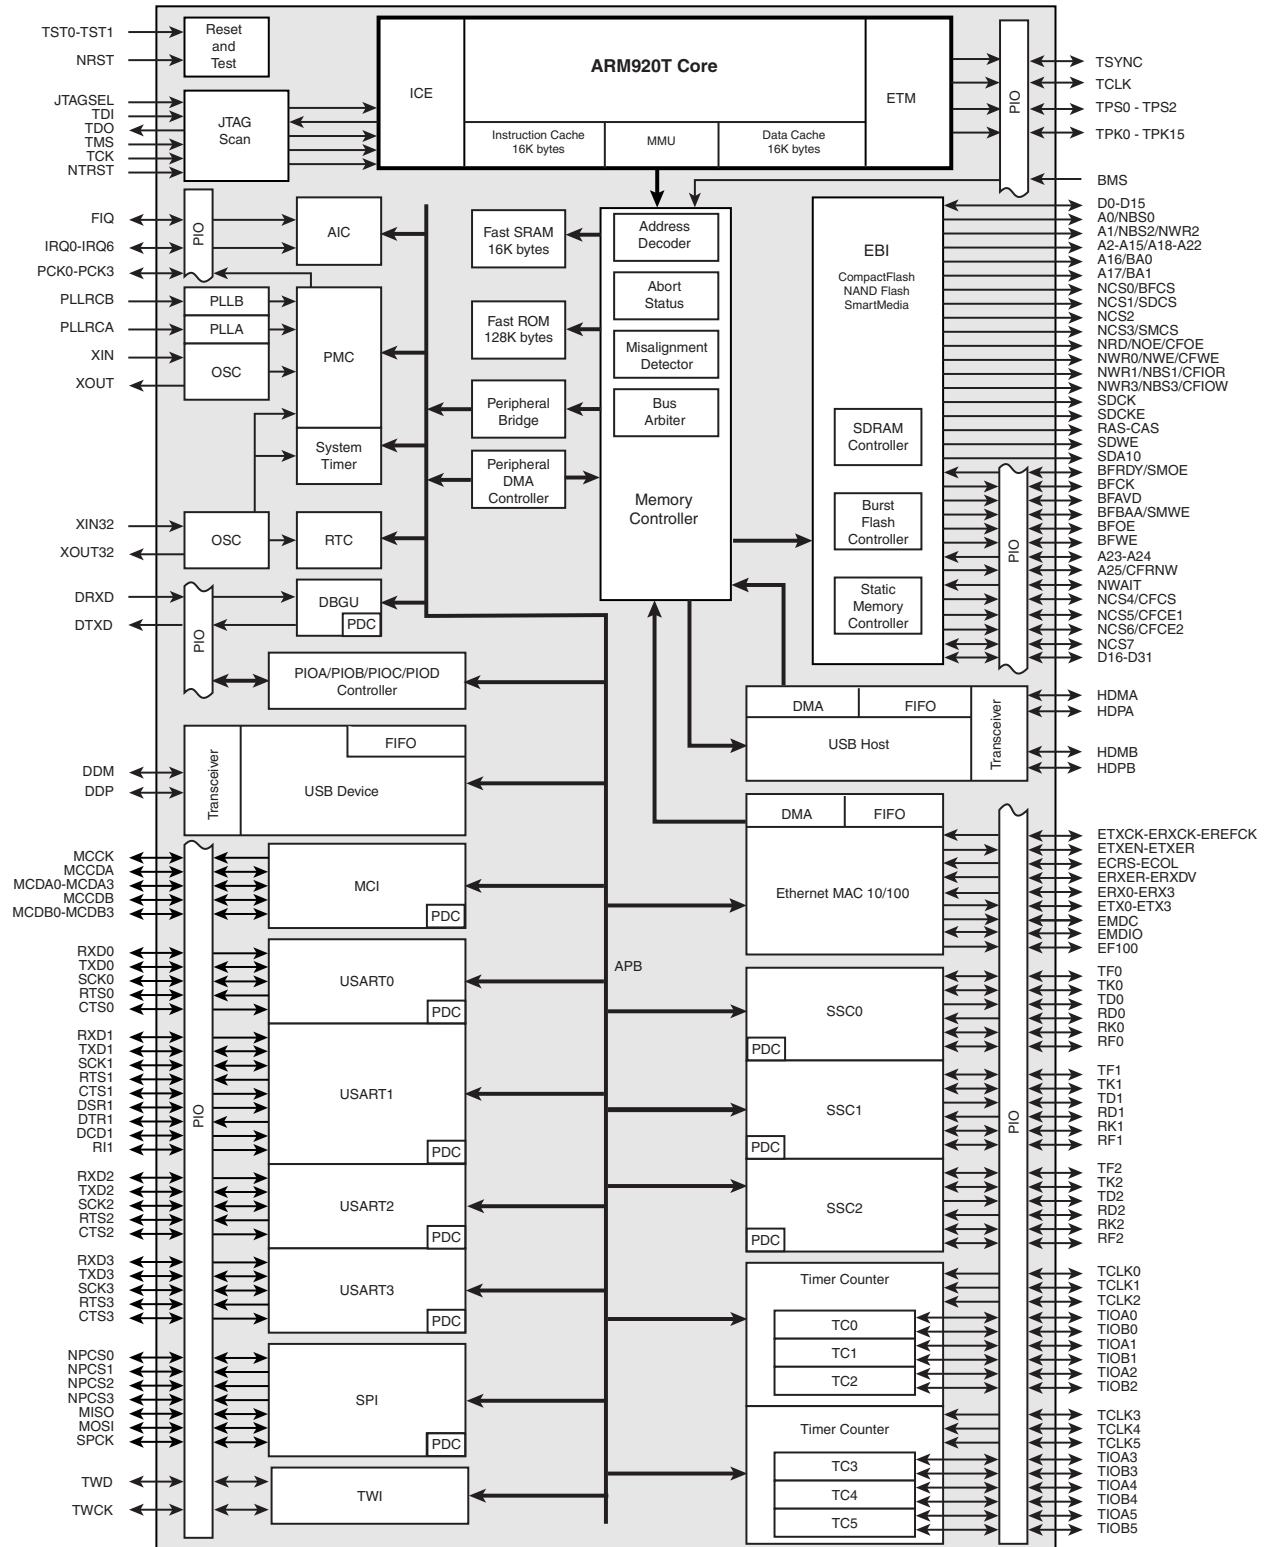 TST0-TST1
NRST
Reset
and
Test
JTAGSEL
TDI
TDO
TMS
TCK
NTRST
JTAG
Scan
ICE
ARM920T Core
Instruction Cache
16K bytes
MMU
Data Cache
16K bytes
ETM
PIO
TSYNC
TCLK
TPS0 - TPS2
TPK0 - TPK15
BMS
FIQ
IRQ0-IRQ6
PCK0-PCK3
PIO
AIC
PLLRCB
PLLRCA
XIN
XOUT
PLLB
PLLA
OSC
PMC
System
Timer
XIN32
XOUT32
OSC
RTC
DRXD
DTXD
PIO
DBGU
PDC
PIOA/PIOB/PIOC/PIOD
Controller
Fast SRAM
16K bytes
Fast ROM
128K bytes
Peripheral
Bridge
Peripheral
DMA
Controller
Address
Decoder
Abort
Status
Misalignment
Detector
Bus
Arbiter
Memory
Controller
EBI
CompactFlash
NAND Flash
SmartMedia
SDRAM
Controller
Burst
Flash
Controller
Static
Memory
Controller
D0-D15
A0/NBS0
A1/NBS2/NWR2
A2-A15/A18-A22
A16/BA0
A17/BA1
NCS0/BFCS
NCS1/SDCS
NCS2
NCS3/SMCS
NRD/NOE/CFOE
NWR0/NWE/CFWE
NWR1/NBS1/CFIOR
NWR3/NBS3/CFIOW
SDCK
SDCKE
RAS-CAS
SDWE
SDA10
PIO
BFRDY/SMOE
BFCK
BFAVD
BFBAA/SMWE
BFOE
BFWE
A23-A24
A25/CFRNW
NWAIT
NCS4/CFCS
NCS5/CFCE1
NCS6/CFCE2
NCS7
D16-D31
DDM
DDP
Transceiver
FIFO
USB Device
DMA
FIFO
USB Host
Transceiver
HDMA
HDPA
HDMB
HDPB
DMA
FIFO
Ethernet MAC 10/100
ETXCK-ERXCK-EREFCK
ETXEN-ETXER
ECRS-ECOL
ERXER-ERXDV
ERX0-ERX3
ETX0-ETX3
EMDC
EMDIO
EF100
MCCK
MCCDA
MCDA0-MCDA3
MCCDB
MCDB0-MCDB3
MCI
PDC
RXD0
TXD0
SCK0
RTS0
CTS0
USART0
PDC
APB
RXD1
TXD1
SCK1
RTS1
CTS1
DSR1
DTR1
DCD1
RI1
PIO
USART1
PDC
RXD2
TXD2
SCK2
RTS2
CTS2
USART2
PDC
RXD3
TXD3
SCK3
RTS3
CTS3
USART3
PDC
NPCS0
NPCS1
NPCS2
NPCS3
MISO
MOSI
SPCK
SPI
PDC
TWD
TWCK
TWI
SSC0
PDC
TF0
TK0
TD0
RD0
RK0
RF0
SSC1
PDC
PIO
TF1
TK1
TD1
RD1
RK1
RF1
SSC2
PDC
TF2
TK2
TD2
RD2
RK2
RF2
Timer Counter
TC0
TC1
TC2
TCLK0
TCLK1
TCLK2
TIOA0
TIOB0
TIOA1
TIOB1
TIOA2
TIOB2
Timer Counter
TC3
TC4
TC5
TCLK3
TCLK4
TCLK5
TIOA3
TIOB3
TIOA4
TIOB4
TIOA5
TIOB5